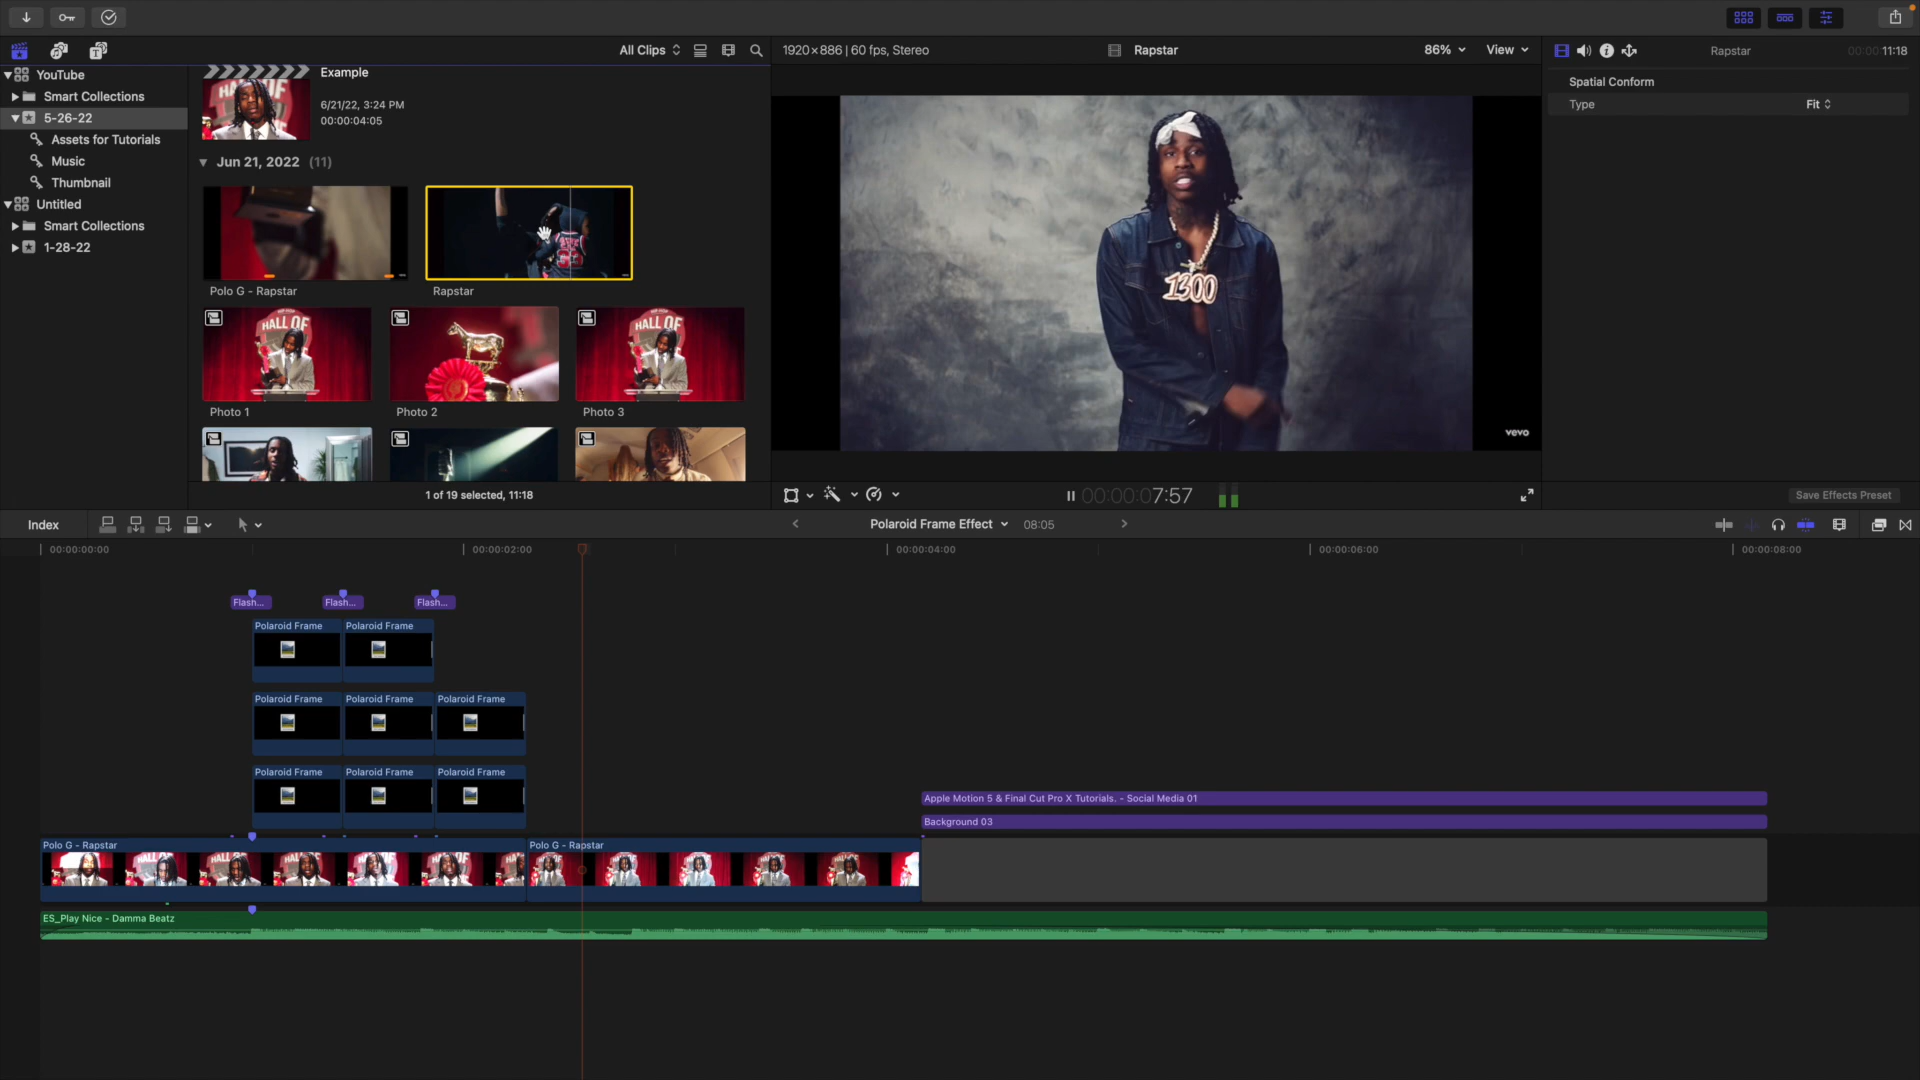 All Clips
1920×886 | 60 fps, Stereo
Rapstar
86%
View
Rapstar
00:00:11:18
YouTube
Smart Collections
5-26-22
Assets for Tutorials
Music
Thumbnail
Untitled
Smart Collections
1-28-22
Example
6/21/22, 3:24 PM
00:00:04:05
Jun 21, 2022 (11)
Polo G - Rapstar
Rapstar
HALL OF
HALL OF
Photo 1
Photo 2
Photo 3
1 of 19 selected, 11:18
1300
vevo
00:00:07:57
Spatial Conform
Type
Fit
Save Effects Preset
Index
Polaroid Frame Effect
08:05
00:00:00:00
00:00:02:00
00:00:04:00
00:00:06:00
00:00:08:00
Flash...
Flash...
Flash...
Polaroid Frame
Polaroid Frame
Polaroid Frame
Polaroid Frame
Polaroid Frame
Polaroid Frame
Polaroid Frame
Polaroid Frame
Apple Motion 5 & Final Cut Pro X Tutorials. - Social Media 01
Background 03
Polo G - Rapstar
Polo G - Rapstar
ES_Play Nice - Damma Beatz